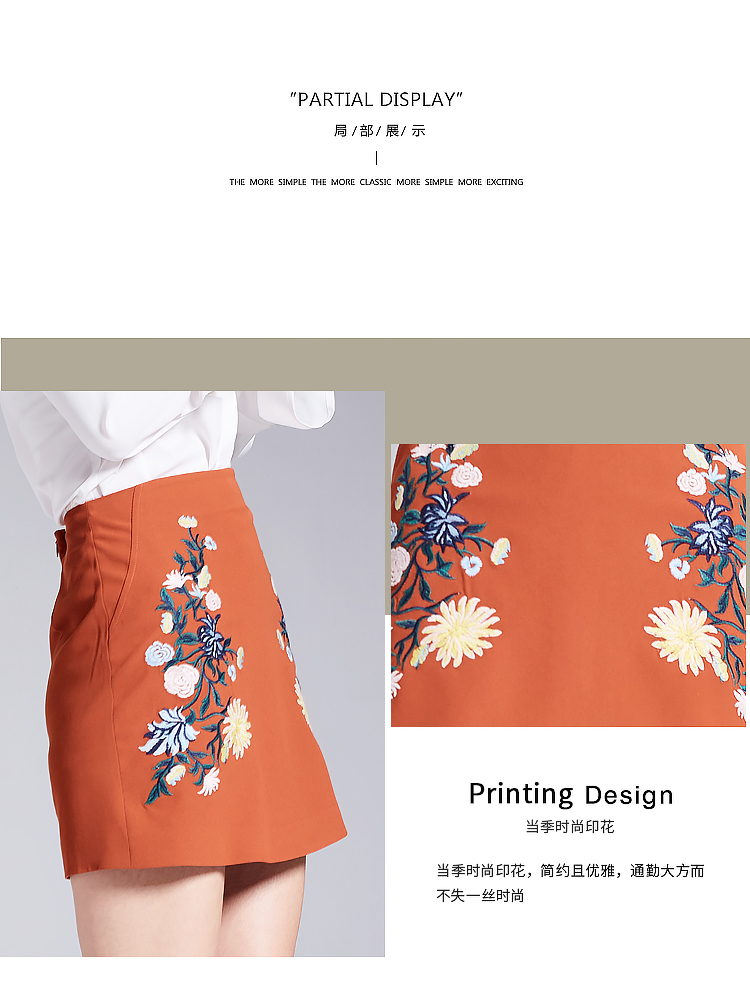 "PARTIAL DISPLAY"
局/部/展/示
THE MORE SIMPLE THE MORE CLASSIC MORE SIMPLE MORE EXCITING
Printing Design
当季时尚印花
当季时尚印花，简约且优雅，通勤大方而
不失一丝时尚